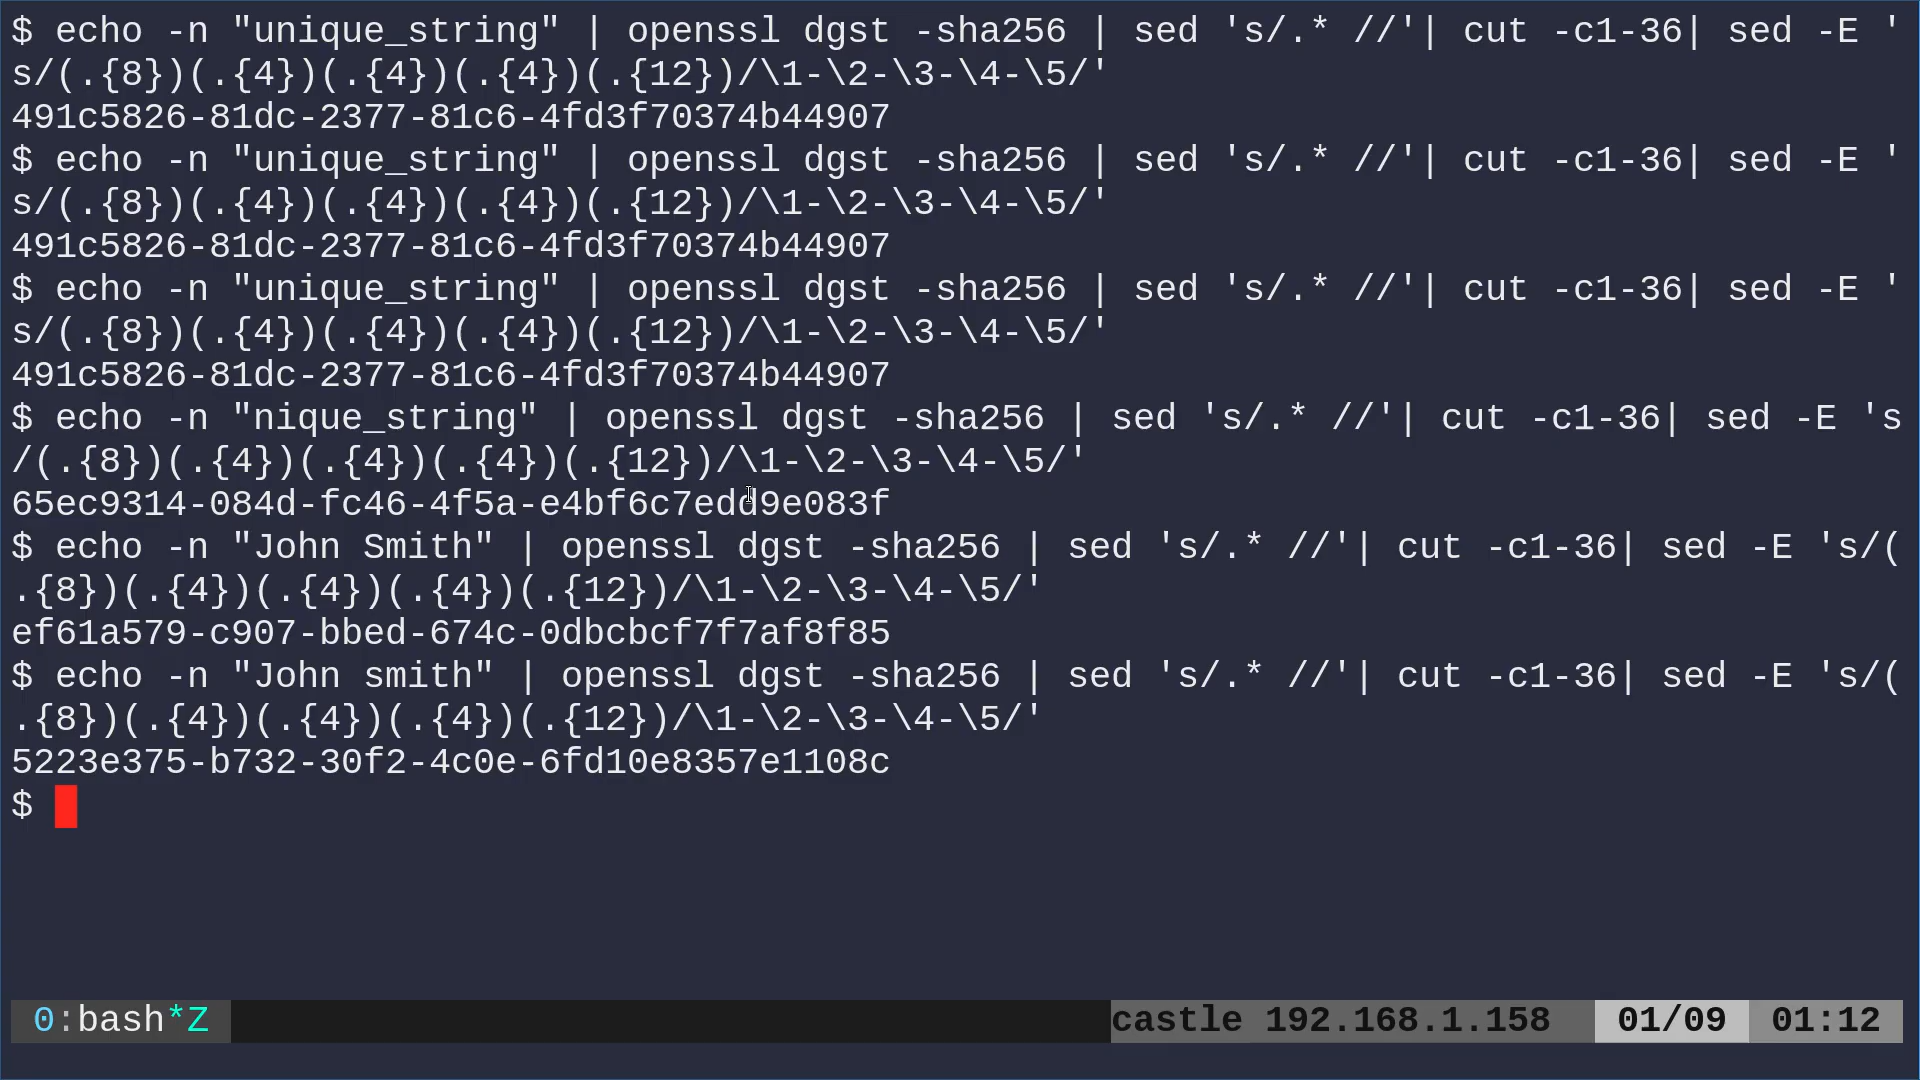 $ echo -n "unique_string" | openssl dgst -sha256 | sed 's/.* //'| cut -c1-36| sed -E '
s/(.{8})(.{4})(.{4})(.{4})(.{12})/\1-\2-\3-\4-\5/'
491c5826-81dc-2377-81c6-4fd3f70374b44907
$ echo -n "unique_string" | openssl dgst -sha256 | sed 's/.* //'| cut -c1-36| sed -E '
s/(.{8})(.{4})(.{4})(.{4})(.{12})/\1-\2-\3-\4-\5/'
491c5826-81dc-2377-81c6-4fd3f70374b44907
$ echo -n "unique_string" | openssl dgst -sha256 | sed 's/.* //'| cut -c1-36| sed -E '
s/(.{8})(.{4})(.{4})(.{4})(.{12})/\1-\2-\3-\4-\5/'
491c5826-81dc-2377-81c6-4fd3f70374b44907
$ echo -n "nique_string" | openssl dgst -sha256 | sed 's/.* //'| cut -c1-36| sed -E 's
/(.{8})(.{4})(.{4})(.{4})(.{12})/\1-\2-\3-\4-\5/'
65ec9314-084d-fc46-4f5a-e4bf6c7edd9e083f
$ echo -n "John Smith" | openssl dgst -sha256 | sed 's/.* //'| cut -c1-36| sed -E 's/(
.{8})(.{4})(.{4})(.{4})(.{12})/\1-\2-\3-\4-\5/'
ef61a579-c907-bbed-674c-0dbcbcf7f7af8f85
$ echo -n "John smith" | openssl dgst -sha256 | sed 's/.* //'| cut -c1-36| sed -E 's/(
.{8})(.{4})(.{4})(.{4})(.{12})/\1-\2-\3-\4-\5/'
5223e375-b732-30f2-4c0e-6fd10e8357e1108c
$
0:bash*Z castle 192.168.1.158 01/09 01:12